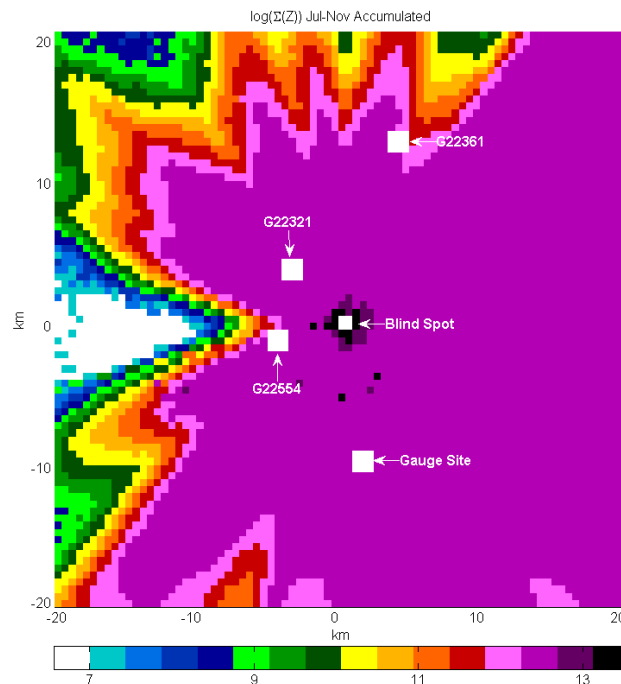 log(Σ(Z)) Jul-Nov Accumulated
20
G22361
10
G22321
km
0
Blind Spot
G22554
-10
Gauge Site
-20
-20
-10
0
10
20
km
7
9
11
13